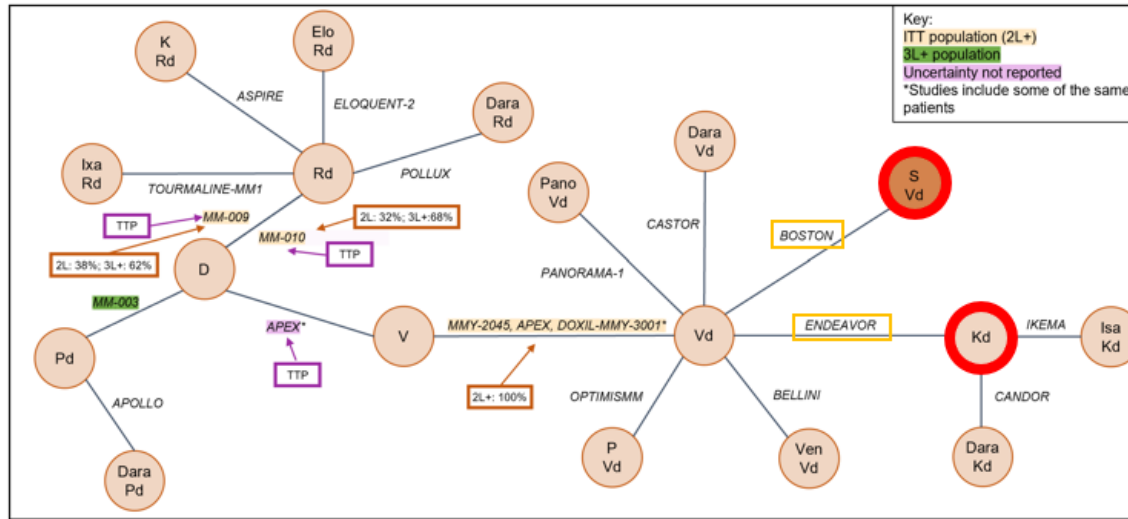 Key:
ITT population (2L+)
3L+ population
Uncertainty not reported
*Studies include some of the same
patients
K
Rd
Elo
Rd
ASPIRE
ELOQUENT-2
Dara
Rd
Ixa
Rd
Rd
TOURMALINE-MM1
POLLUX
TTP
MM-009
2L: 32%; 3L+:68%
MM-010
TTP
2L: 38%; 3L+: 62%
D
MM-003
APEX*
TTP
Pd
APOLLO
Dara
Pd
V
MMY-2045, APEX, DOXIL-MMY-3001*
2L+: 100%
Dara
Vd
Pano
Vd
CASTOR
PANORAMA-1
S
Vd
BOSTON
Vd
ENDEAVOR
Kd
IKEMA
Isa
Kd
OPTIMISMM
BELLINI
CANDOR
P
Vd
Ven
Vd
Dara
Kd